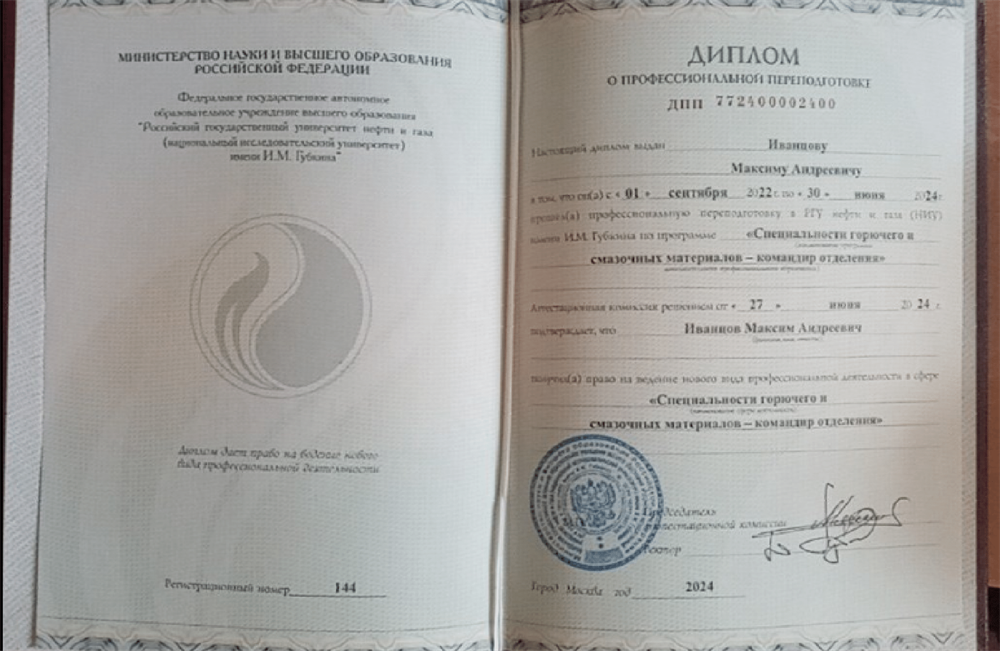 МИНИСТЕРСТВО НАУКИ И ВЫСШЕГО ОБРАЗОВАНИЯ
РОССИЙСКОЙ ФЕДЕРАЦИИ
Федеральное государственное автономное
образовательное учреждение высшего образования
"Российский государственный университет нефти и газа
(национальный исследовательский университет)
имени И.М. Губкина"
Диплом дает право на ведение нового
вида профессиональной деятельности
Регистрационный номер 144
ДИПЛОМ
О ПРОФЕССИОНАЛЬНОЙ ПЕРЕПОДГОТОВКЕ
ДПП 772400002400
Настоящий диплом выдан Иванцову
Максиму Андреевичу
в том, что он(а) с « 01 » сентября 2022 г. по « 30 » июня 2024г.
прошел(а) профессиональную переподготовку в РГУ нефти и газа (НИУ)
имени И.М. Губкина по программе «Специальности горючего и
смазочных материалов – командир отделения»
Аттестационная комиссия решением от « 27 » июня 20 24 г.
подтверждает, что Иванцов Максим Андреевич
получил(а) право на ведение нового вида профессиональной деятельности в сфере
«Специальности горючего и
смазочных материалов – командир отделения»
Председатель
аттестационной комиссии
Ректор
Город Москва год 2024